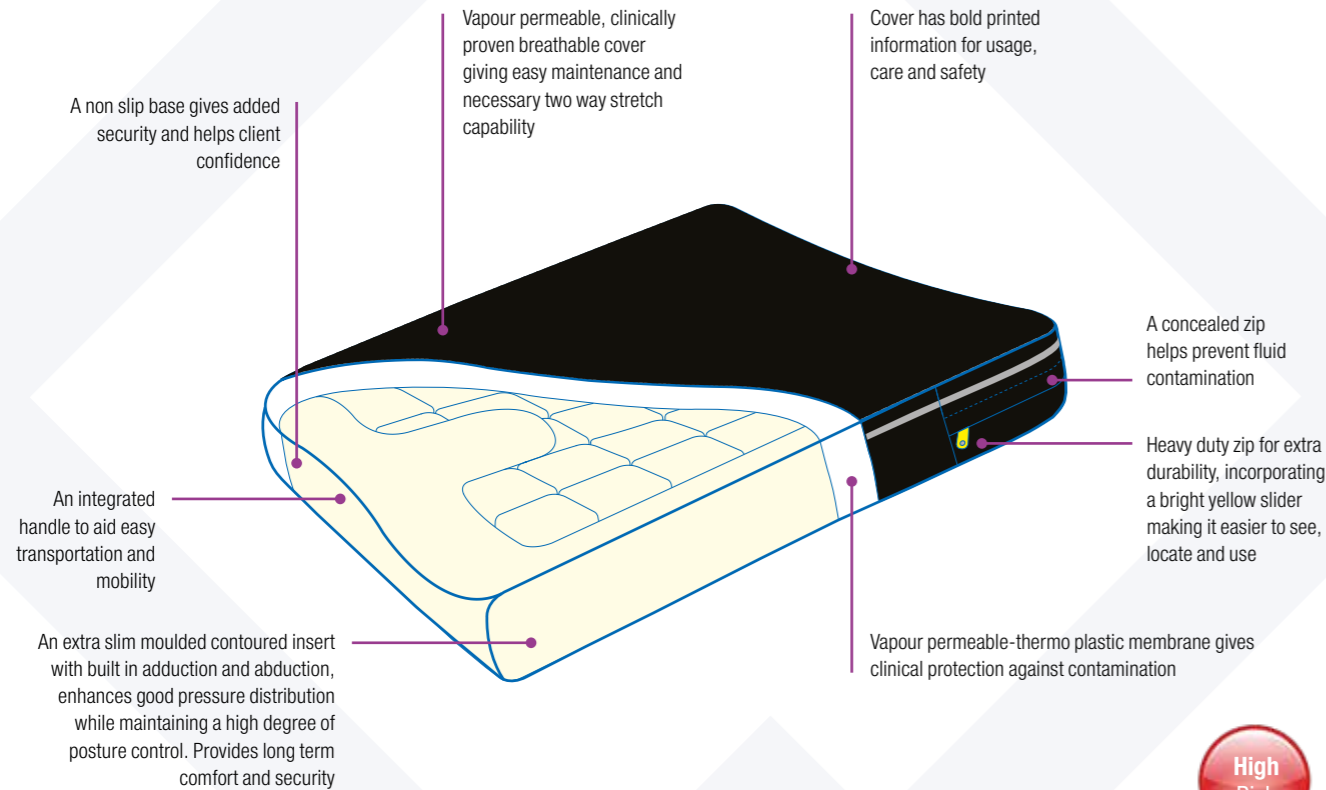 Vapour permeable, clinically
proven breathable cover
giving easy maintenance and
necessary two way stretch
capability
Cover has bold printed
information for usage,
care and safety
A non slip base gives added
security and helps client
confidence
A concealed zip
helps prevent fluid
contamination
Heavy duty zip for extra
durability, incorporating
a bright yellow slider
making it easier to see,
locate and use
An integrated
handle to aid easy
transportation and
mobility
An extra slim moulded contoured insert
with built in adduction and abduction,
enhances good pressure distribution
while maintaining a high degree of
posture control. Provides long term
comfort and security
Vapour permeable-thermo plastic membrane gives
clinical protection against contamination
High